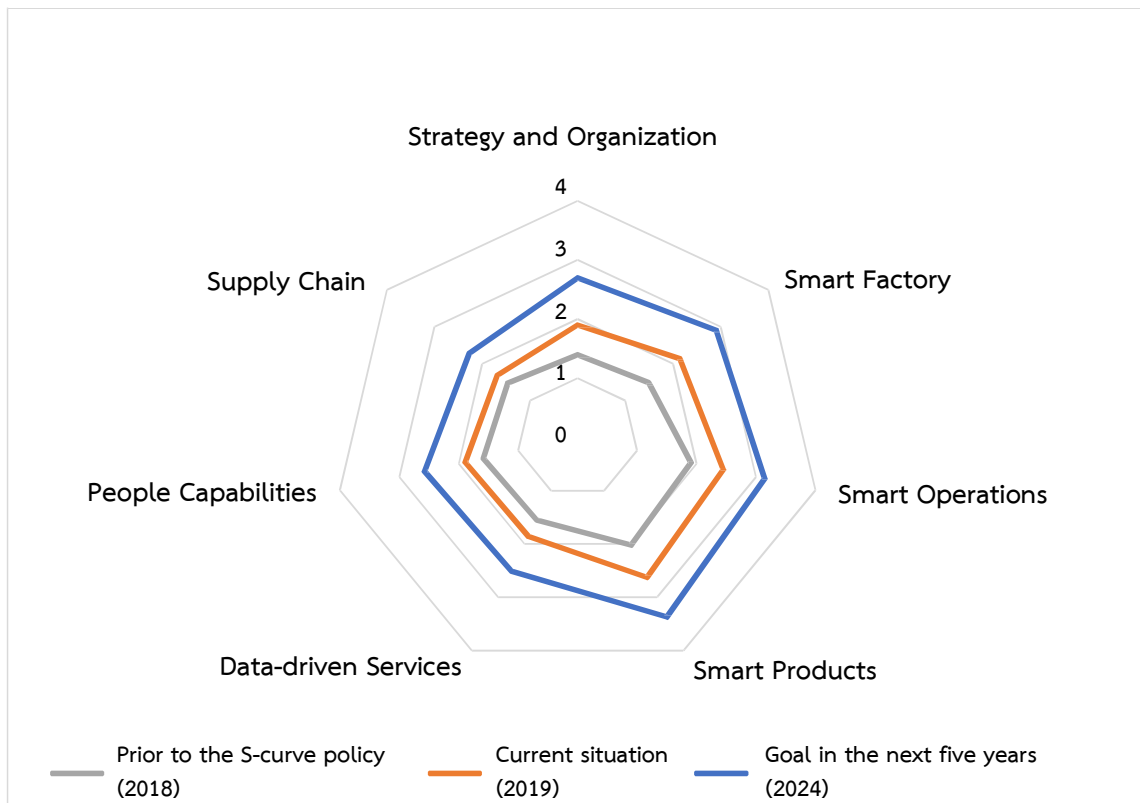 Strategy and Organization
4
3
2
1
0
Smart Factory
Smart Operations
Smart Products
Data-driven Services
People Capabilities
Supply Chain
Prior to the S-curve policy
(2018)
Current situation
(2019)
Goal in the next five years
(2024)